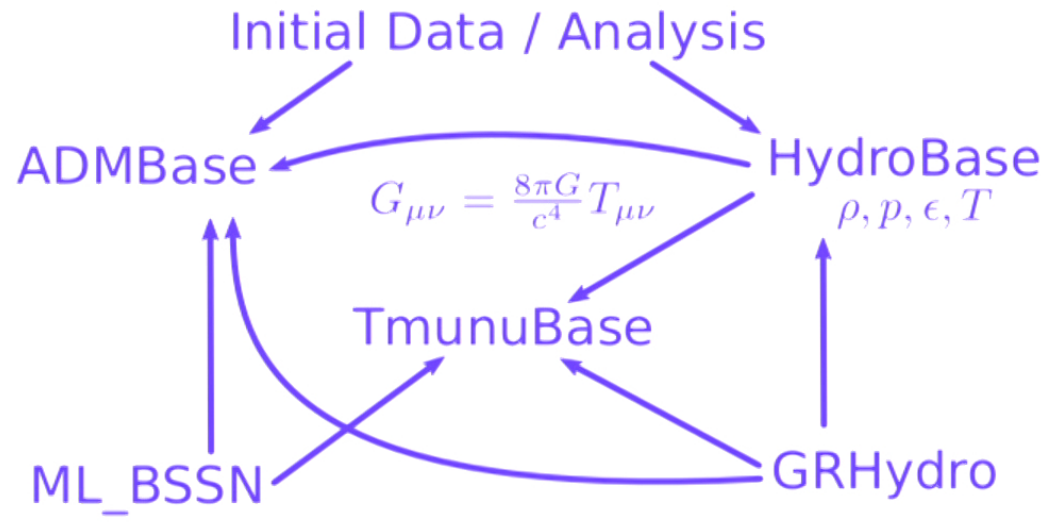 Initial Data / Analysis
ADMBase
HydroBase
ρ, p, ϵ, T
G_{μν} = \frac{8πG}{c^4} T_{μν}
TmunuBase
ML_BSSN
GRHydro